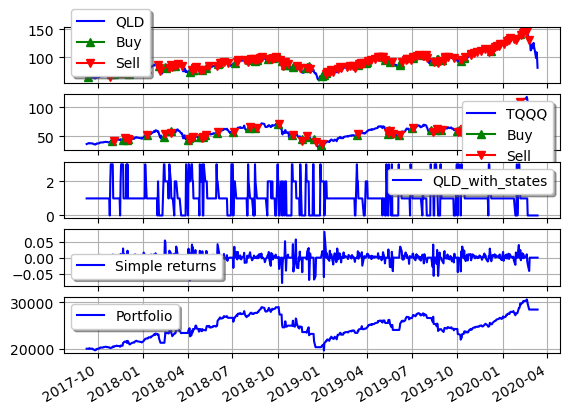 150
100
QLD
Buy
Sell
100
50
TQQQ
Buy
Sell
2
0
QLD_with_states
0.05
0.00
−0.05
Simple returns
30000
20000
Portfolio
2017-10
2018-01
2018-04
2018-07
2018-10
2019-01
2019-04
2019-07
2019-10
2020-01
2020-04